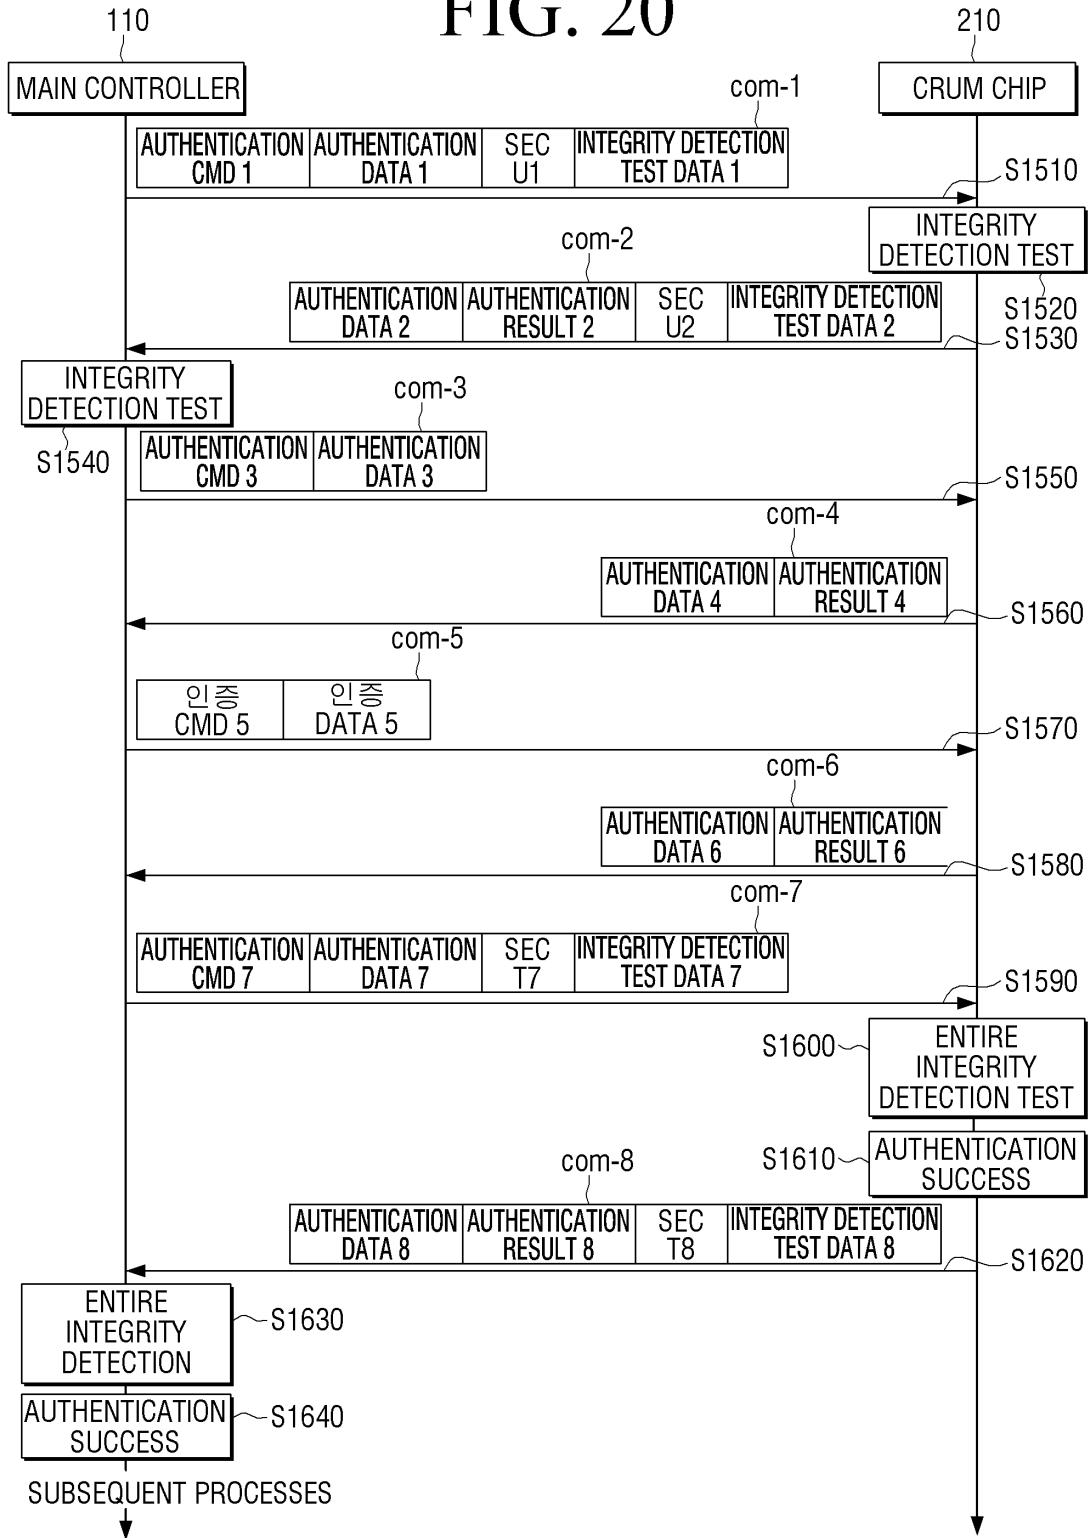 FIG. 20
110
210
MAIN CONTROLLER
CRUM CHIP
com-1
AUTHENTICATION
CMD 1
AUTHENTICATION
DATA 1
SEC
U1
INTEGRITY DETECTION
TEST DATA 1
S1510
INTEGRITY
DETECTION TEST
S1520
com-2
AUTHENTICATION
DATA 2
AUTHENTICATION
RESULT 2
SEC
U2
INTEGRITY DETECTION
TEST DATA 2
S1530
INTEGRITY
DETECTION TEST
S1540
com-3
AUTHENTICATION
CMD 3
AUTHENTICATION
DATA 3
S1550
com-4
AUTHENTICATION
DATA 4
AUTHENTICATION
RESULT 4
S1560
com-5
인증
CMD 5
인증
DATA 5
S1570
com-6
AUTHENTICATION
DATA 6
AUTHENTICATION
RESULT 6
S1580
com-7
AUTHENTICATION
CMD 7
AUTHENTICATION
DATA 7
SEC
T7
INTEGRITY DETECTION
TEST DATA 7
S1590
S1600
ENTIRE
INTEGRITY
DETECTION TEST
S1610
AUTHENTICATION
SUCCESS
com-8
AUTHENTICATION
DATA 8
AUTHENTICATION
RESULT 8
SEC
T8
INTEGRITY DETECTION
TEST DATA 8
S1620
ENTIRE
INTEGRITY
DETECTION
S1630
AUTHENTICATION
SUCCESS
S1640
SUBSEQUENT PROCESSES